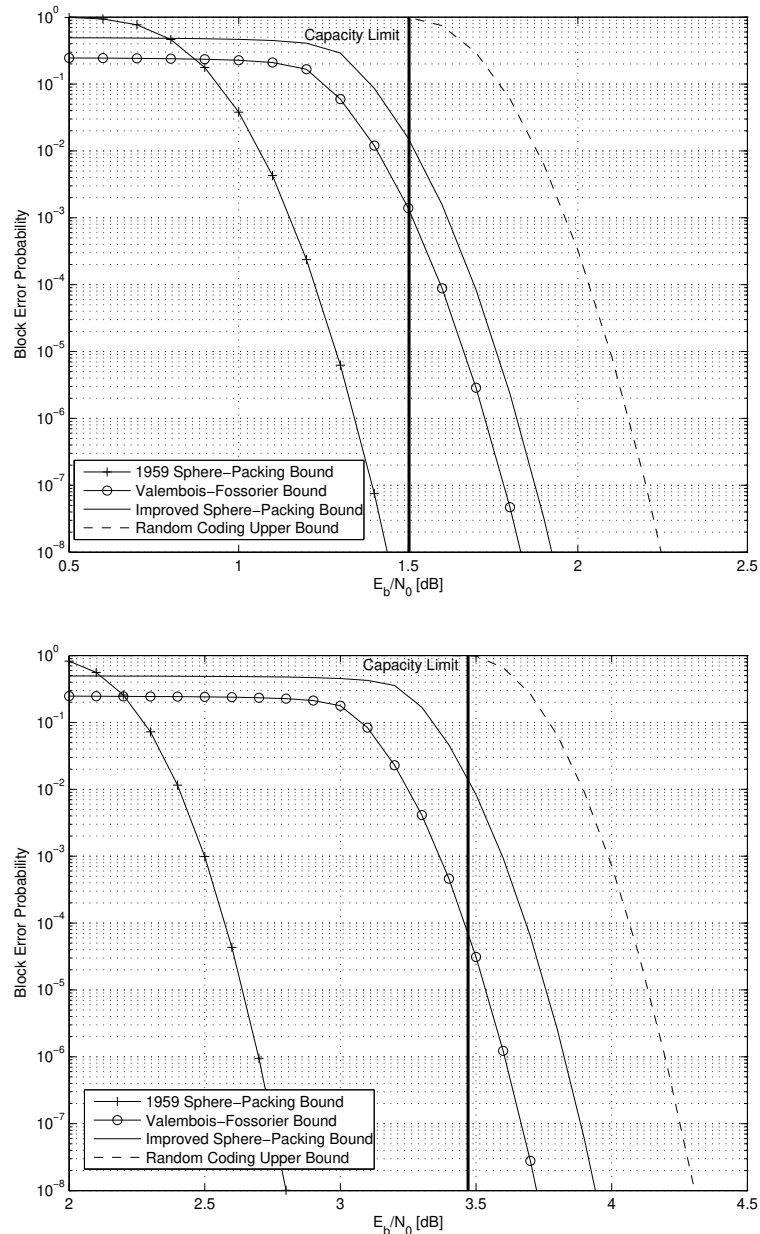 Capacity Limit
10^0
10^−1
10^−2
10^−3
10^−4
10^−5
10^−6
10^−7
10^−8
Block Error Probability
1959 Sphere−Packing Bound
Valembois−Fossorier Bound
Improved Sphere−Packing Bound
Random Coding Upper Bound
0.5 1 1.5 2 2.5
E_b/N_0 [dB]
Capacity Limit
10^0
10^−1
10^−2
10^−3
10^−4
10^−5
10^−6
10^−7
10^−8
Block Error Probability
1959 Sphere−Packing Bound
Valembois−Fossorier Bound
Improved Sphere−Packing Bound
Random Coding Upper Bound
2 2.5 3 3.5 4 4.5
E_b/N_0 [dB]